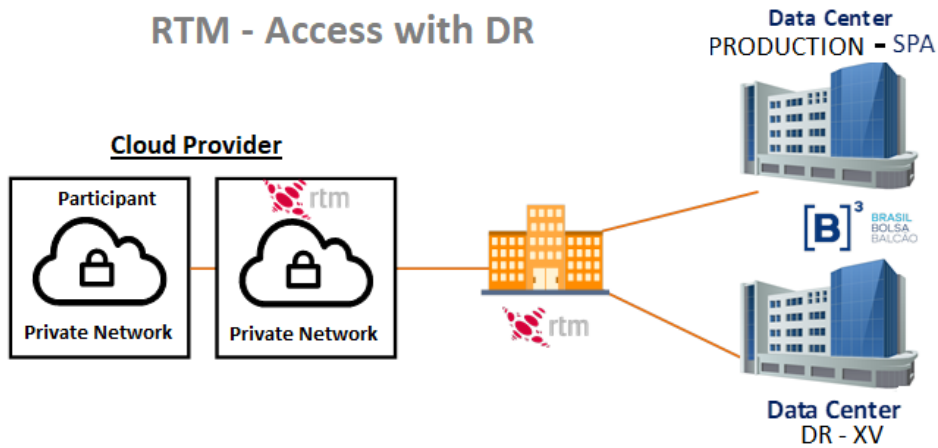 RTM - Access with DR
Data Center
PRODUCTION - SPA
Cloud Provider
Participant
Private Network
rtm
Private Network
rtm
[B]³
BRASIL
BOLSA
BALCÃO
Data Center
DR - XV